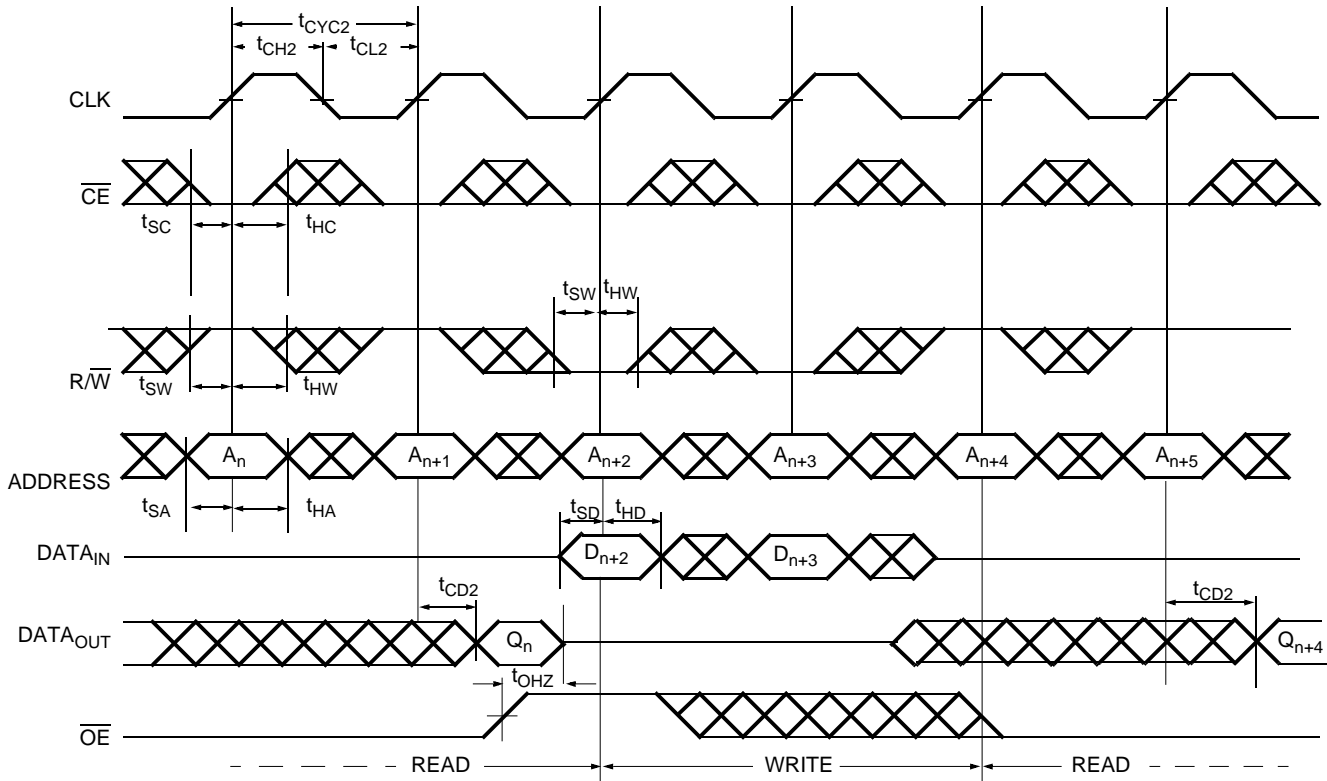 tCYC2
tCH2 tCL2
CLK
CE
tSC tHC
tSW tHW
R/W
tSW tHW
An An+1 An+2 An+3 An+4 An+5
ADDRESS
tSA tHA
tSD tHD
DATAIN
Dn+2 Dn+3
tCD2 tCD2
DATAOUT
Qn Qn+4
tOHZ
OE
READ WRITE READ